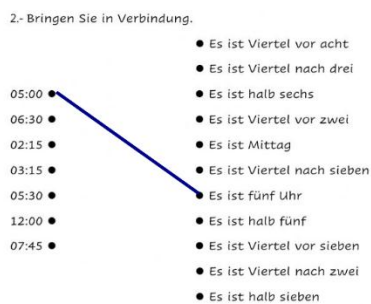 2.- Bringen Sie in Verbindung.
Es ist Viertel vor acht
Es ist Viertel nach drei
05:00 Es ist halb sechs
06:30 Es ist Viertel vor zwei
02:15 Es ist Mittag
03:15 Es ist Viertel nach sieben
05:30 Es ist fünf Uhr
12:00 Es ist halb fünf
07:45 Es ist Viertel vor sieben
Es ist Viertel nach zwei
Es ist halb sieben